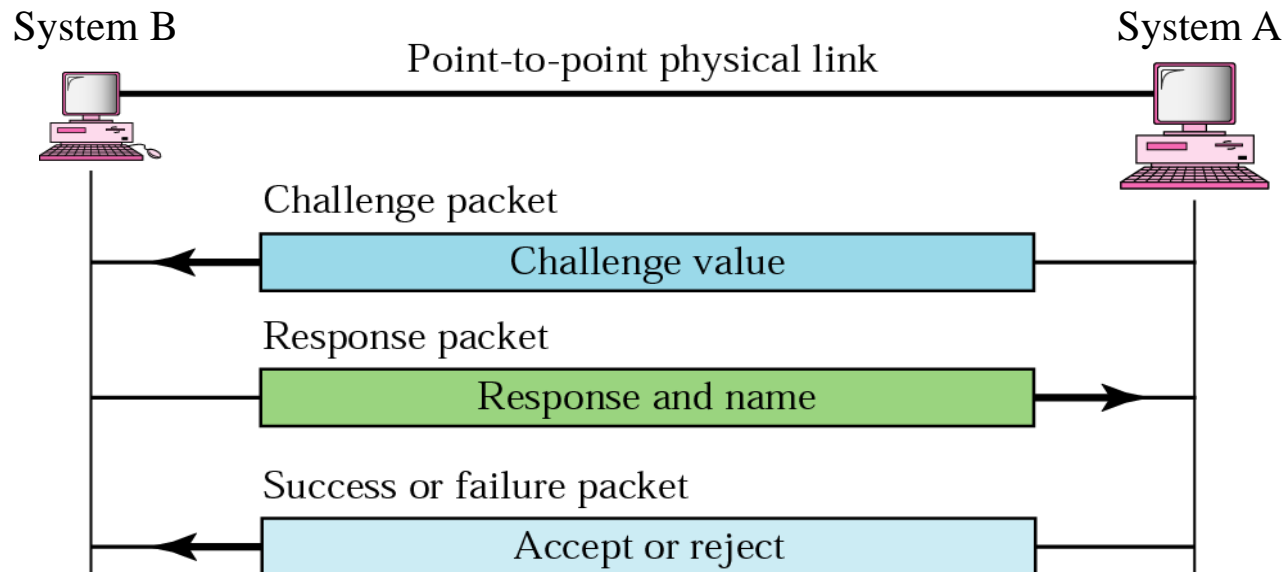 System B
System A
Point-to-point physical link
Challenge packet
Challenge value
Response packet
Response and name
Success or failure packet
Accept or reject